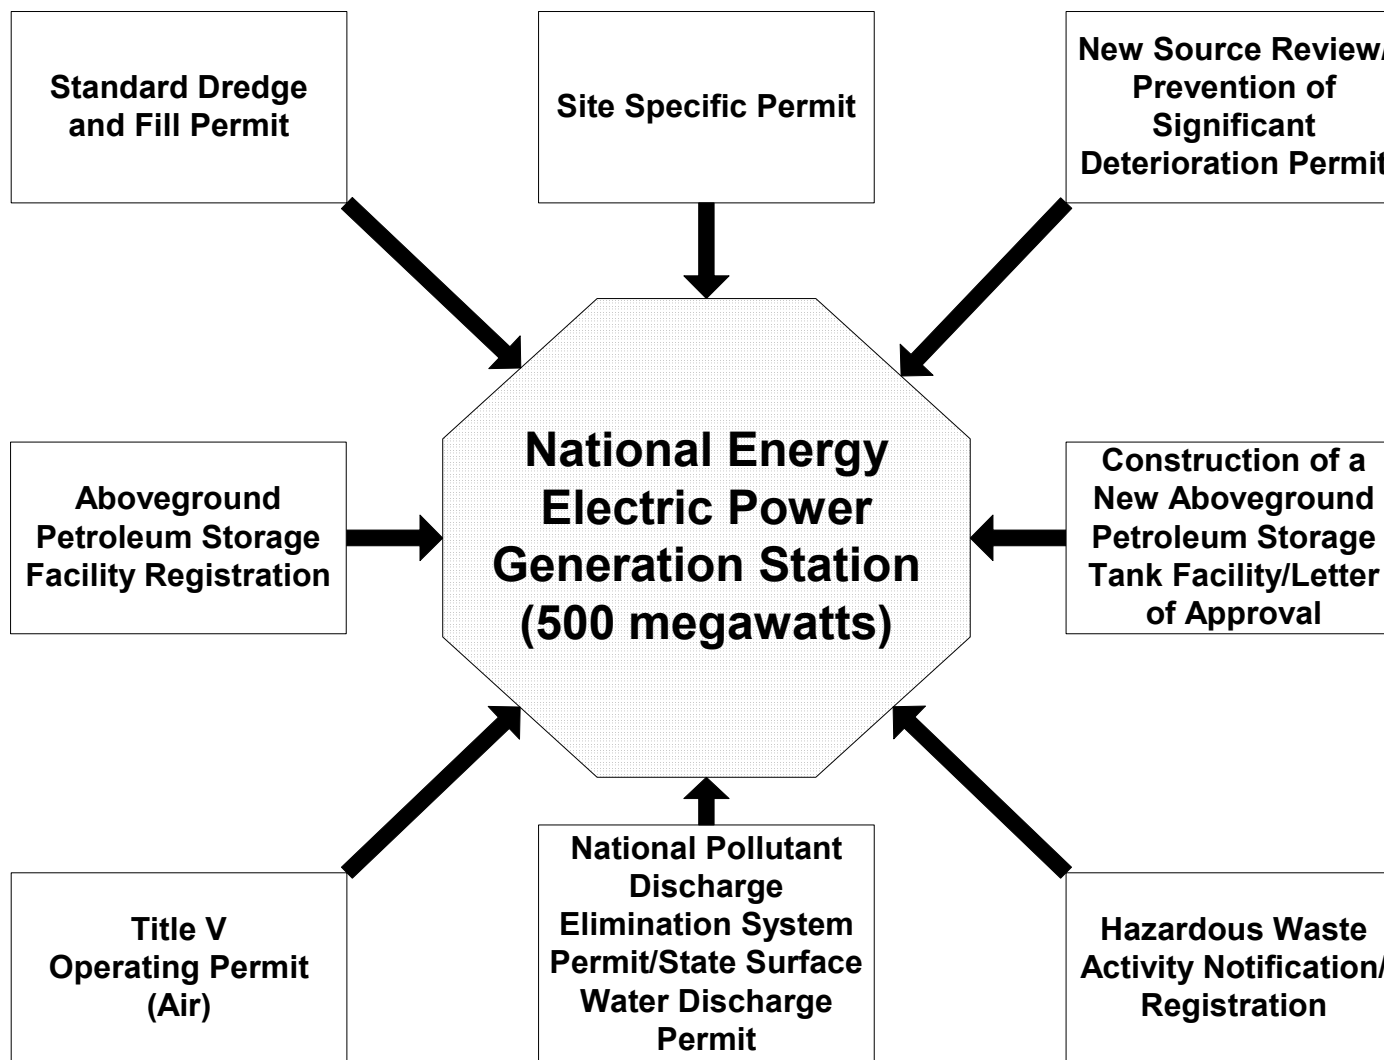 Standard Dredge
and Fill Permit
Site Specific Permit
New Source Review/
Prevention of
Significant
Deterioration Permit
Aboveground
Petroleum Storage
Facility Registration
National Energy
Electric Power
Generation Station
(500 megawatts)
Construction of a
New Aboveground
Petroleum Storage
Tank Facility/Letter
of Approval
Title V
Operating Permit
(Air)
National Pollutant
Discharge
Elimination System
Permit/State Surface
Water Discharge
Permit
Hazardous Waste
Activity Notification/
Registration